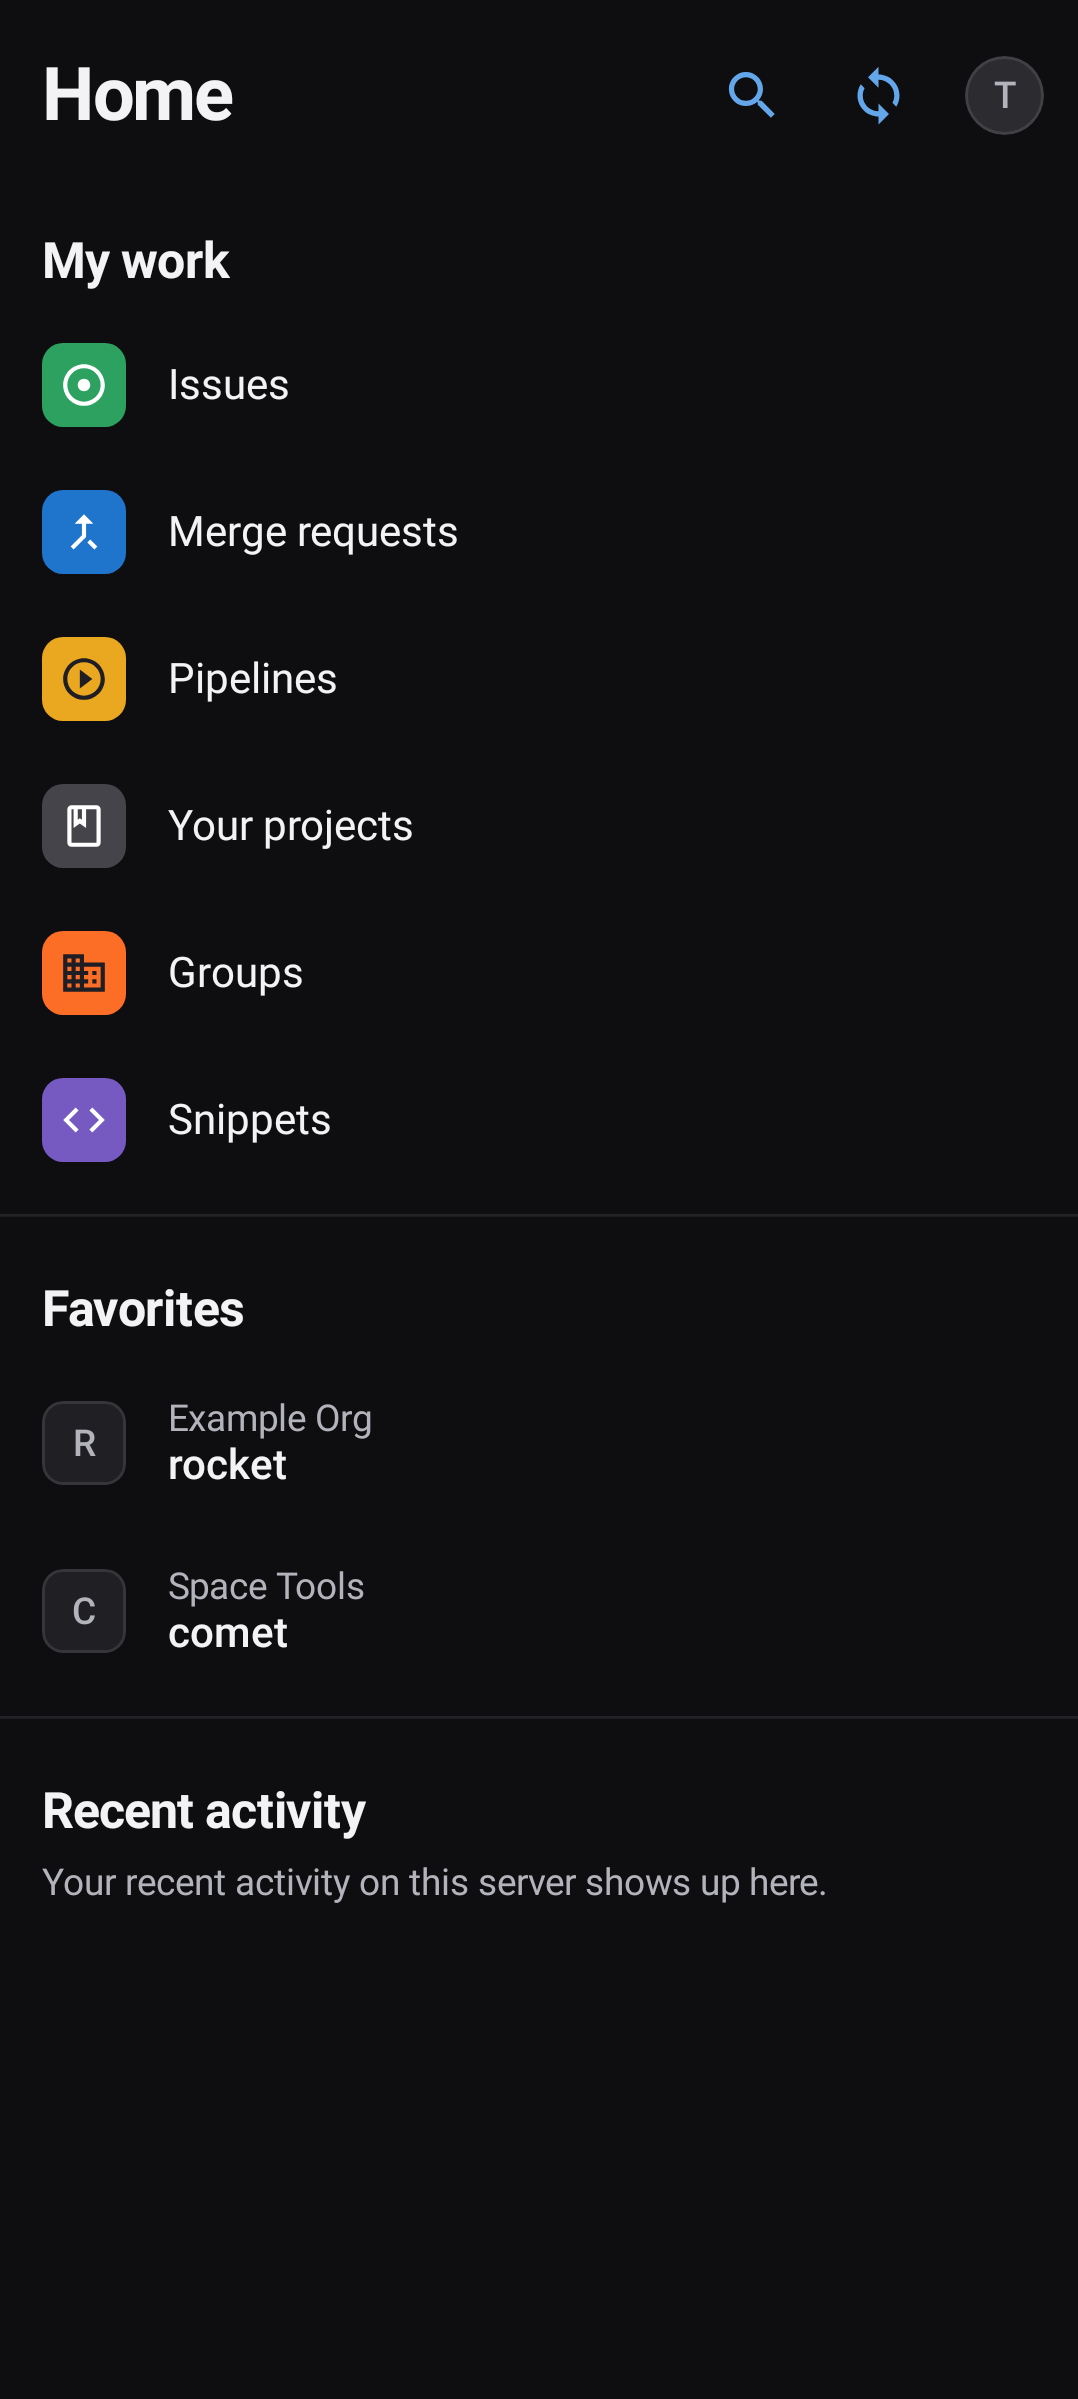 Home
T
My work
Issues
Merge requests
Pipelines
Your projects
Groups
Snippets
Favorites
R
Example Org
rocket
C
Space Tools
comet
Recent activity
Your recent activity on this server shows up here.